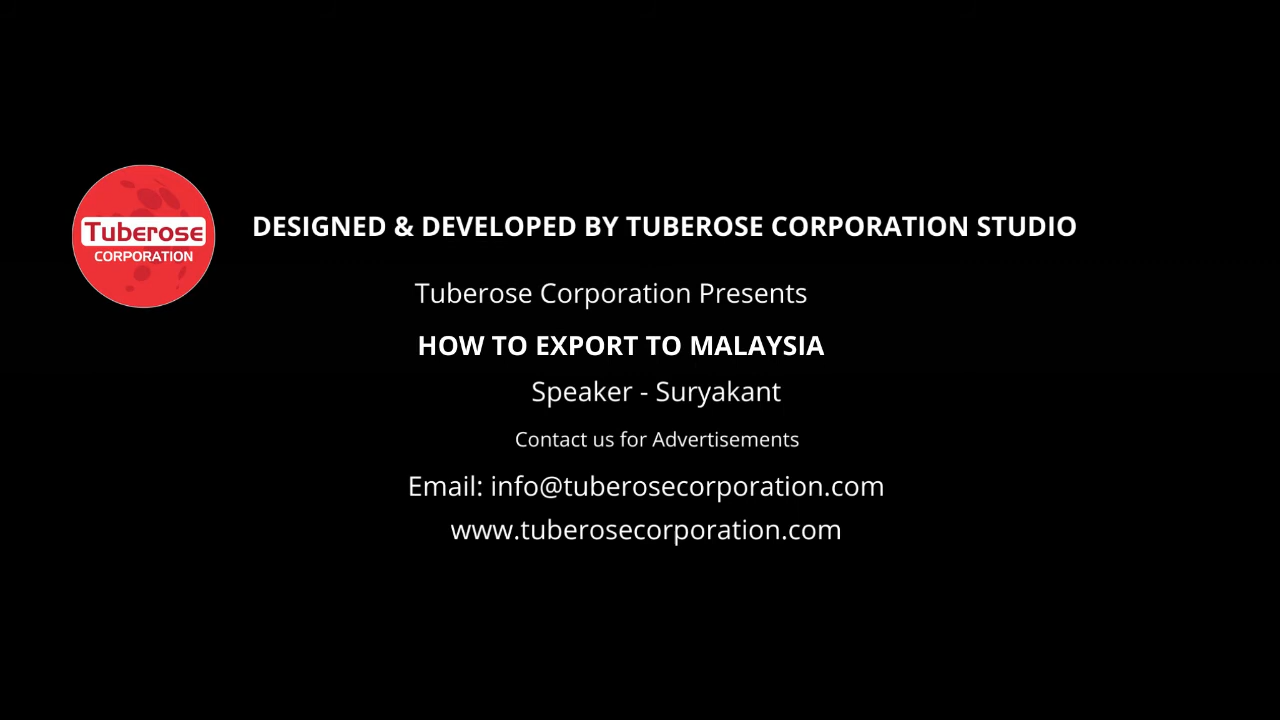 Tuberose
CORPORATION
DESIGNED & DEVELOPED BY TUBEROSE CORPORATION STUDIO
Tuberose Corporation Presents
HOW TO EXPORT TO MALAYSIA
Speaker - Suryakant
Contact us for Advertisements
Email: info@tuberosecorporation.com
www.tuberosecorporation.com